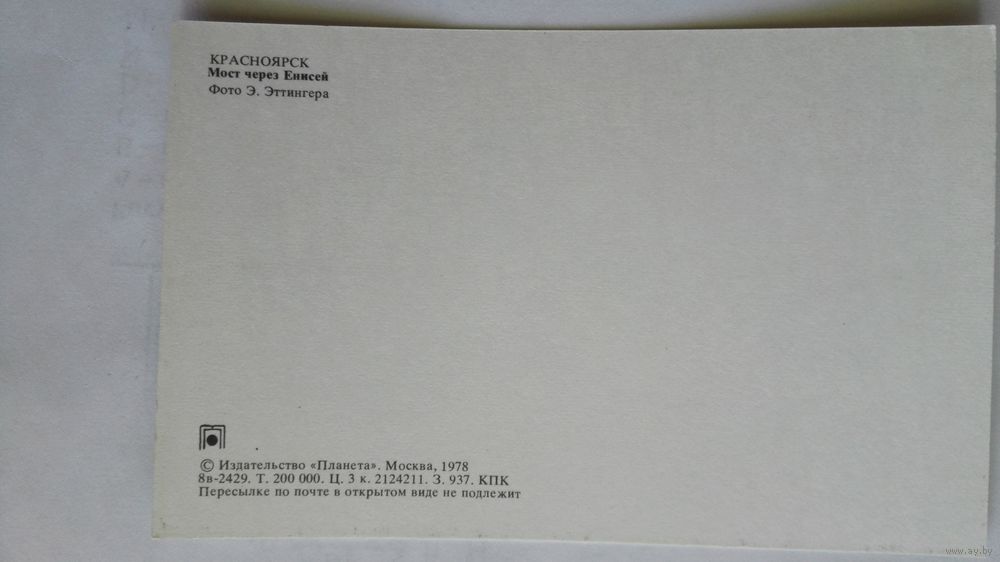 КРАСНОЯРСК
Мост через Енисей
Фото Э. Эттингера
© Издательство «Планета». Москва, 1978
8в-2429. Т. 200 000. Ц. 3 к. 2124211. З. 937. КПК
Пересылке по почте в открытом виде не подлежит
www.ay.by